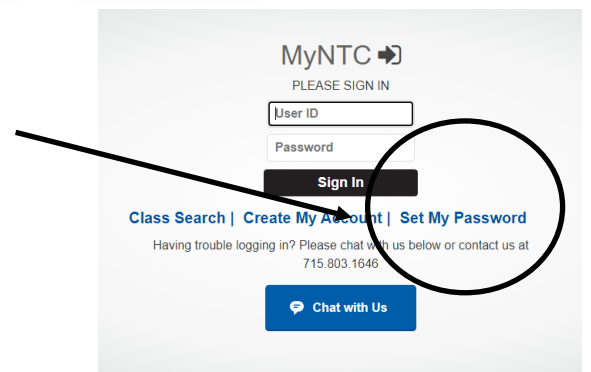 MyNTC
PLEASE SIGN IN
User ID
Password
Sign In
Class Search | Create My Account | Set My Password
Having trouble logging in? Please chat with us below or contact us at
715.803.1646
Chat with Us